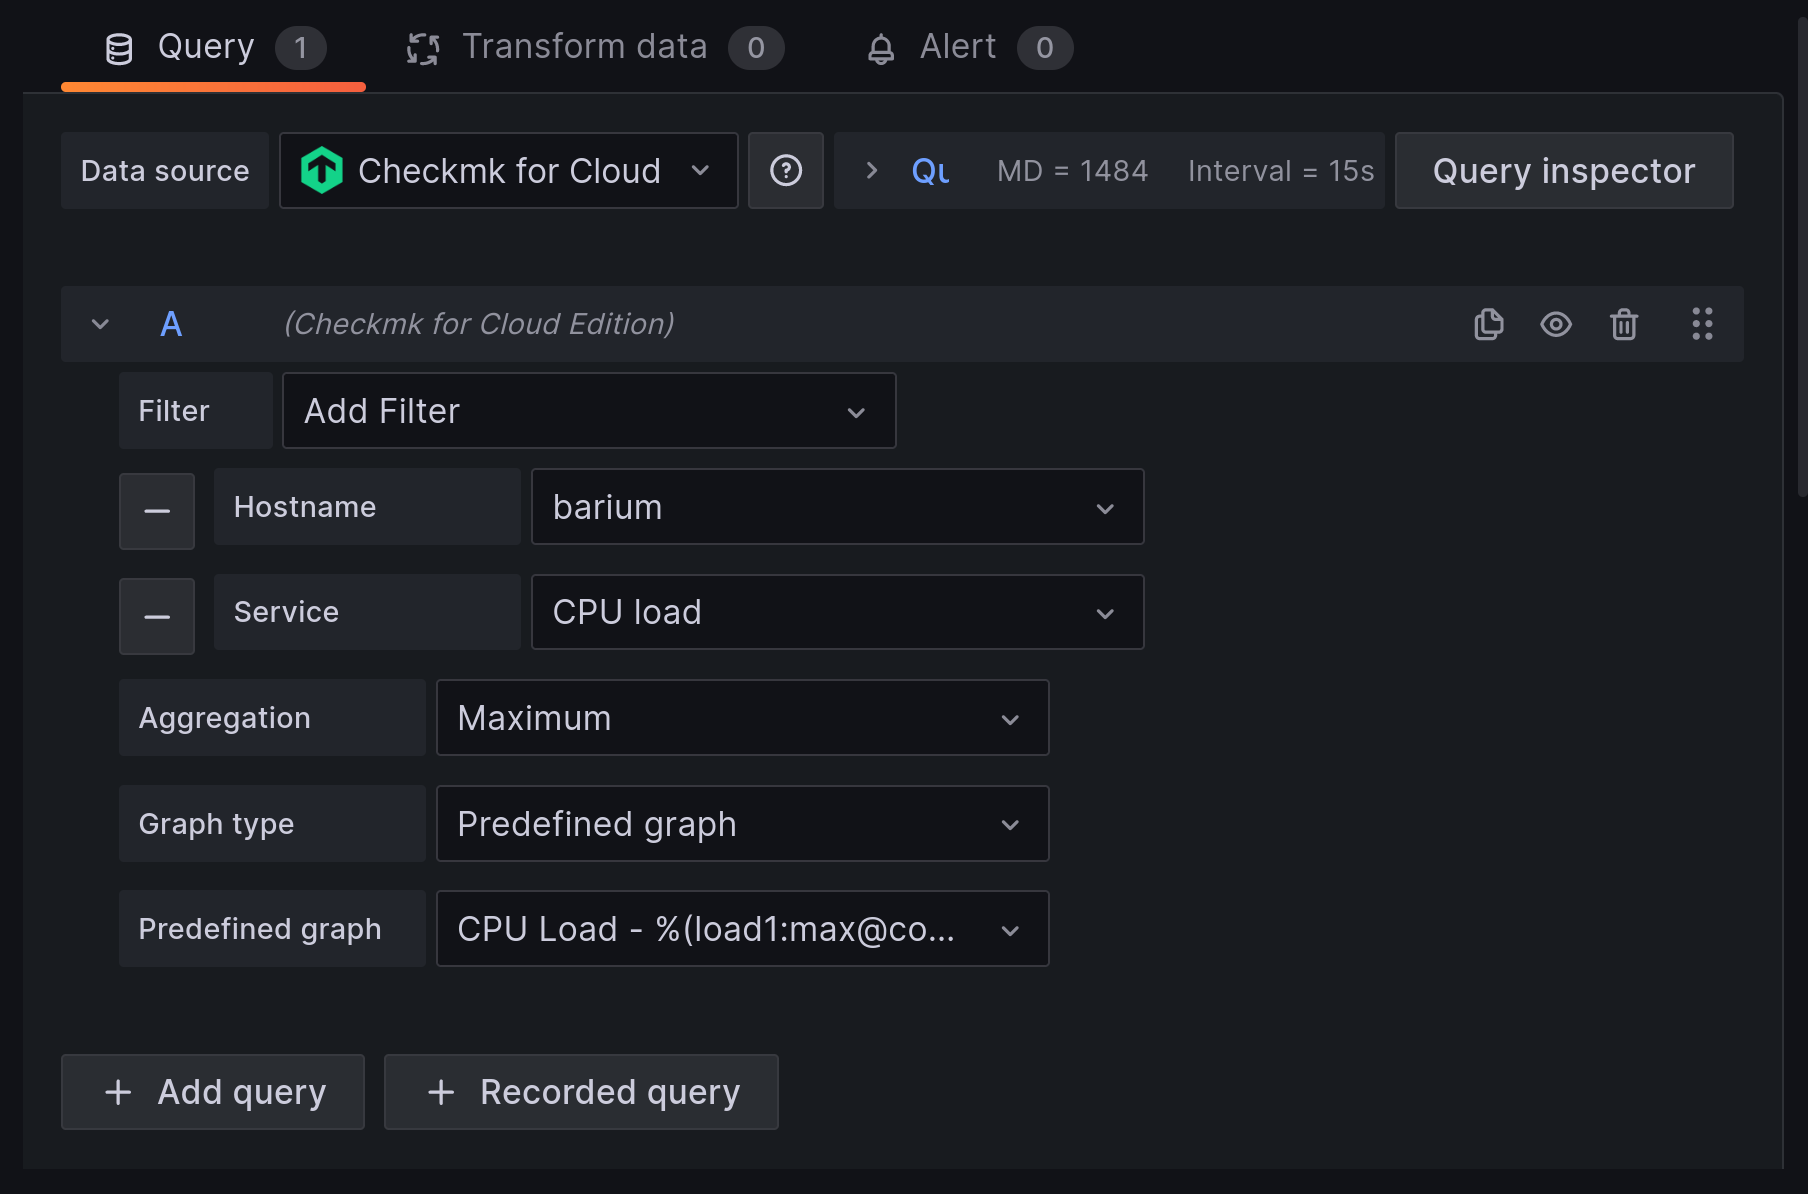 Query 1 Transform data 0 Alert 0
Data source Checkmk for Cloud Qu MD = 1484 Interval = 15s Query inspector
A (Checkmk for Cloud Edition)
Filter Add Filter
Hostname barium
Service CPU load
Aggregation Maximum
Graph type Predefined graph
Predefined graph CPU Load - %(load1:max@co...
+ Add query + Recorded query